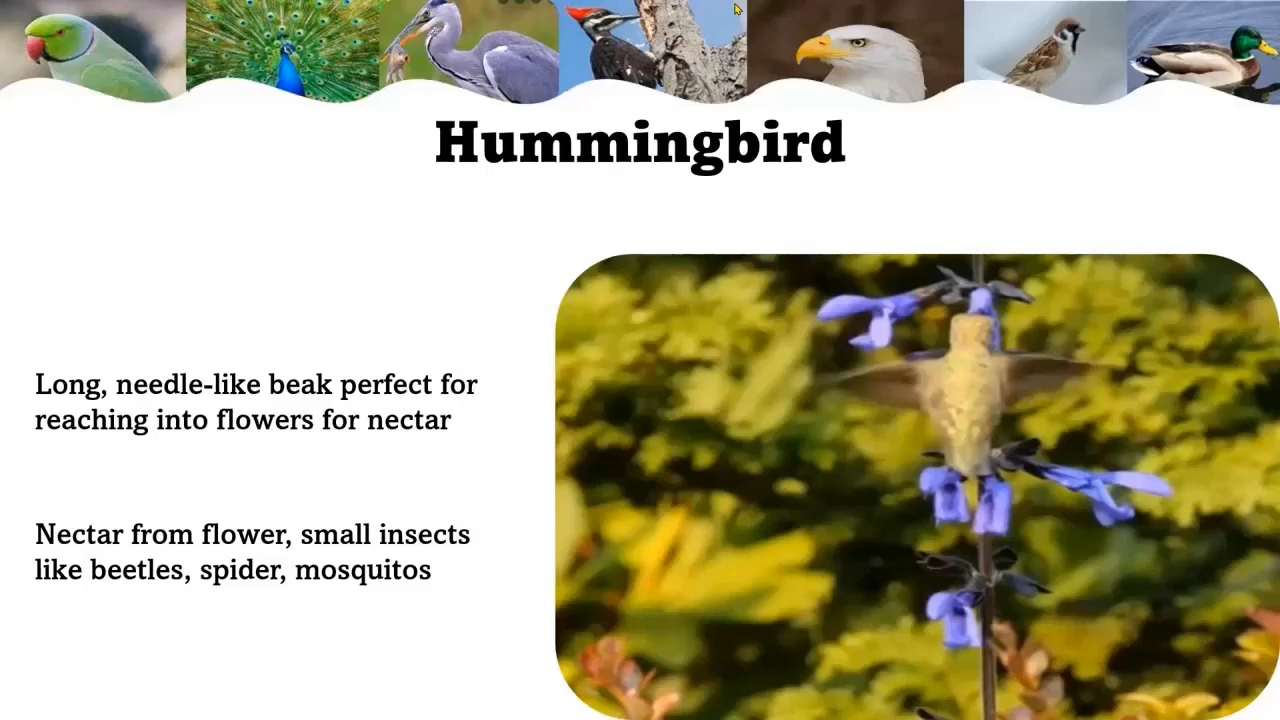 Hummingbird
Long, needle-like beak perfect for
reaching into flowers for nectar
Nectar from flower, small insects
like beetles, spider, mosquitos